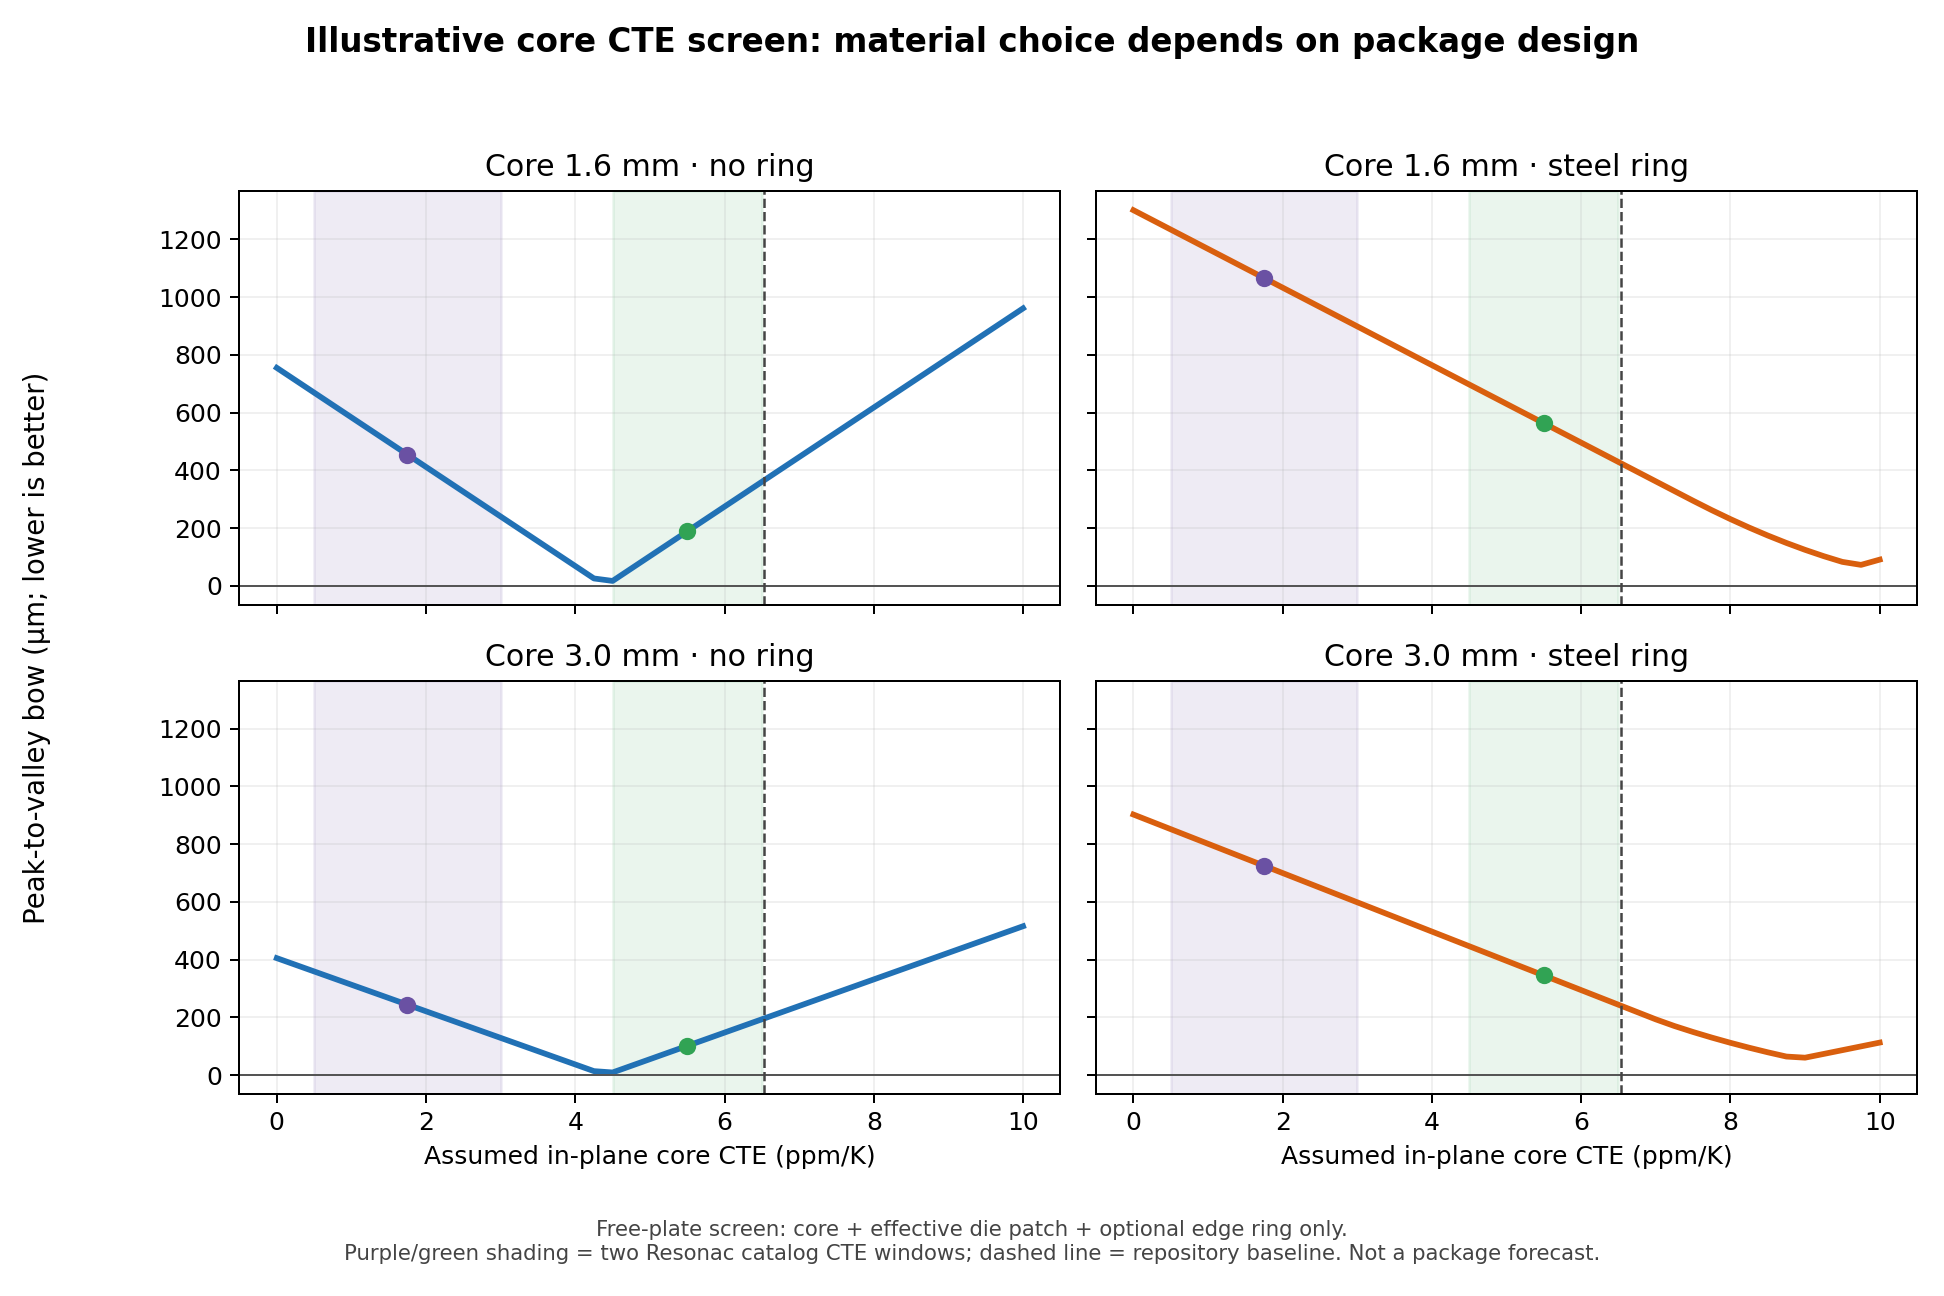 Illustrative core CTE screen: material choice depends on package design
Peak-to-valley bow (µm; lower is better)
Core 1.6 mm · no ring
1200
1000
800
600
400
200
0
Core 1.6 mm · steel ring
Core 3.0 mm · no ring
1200
1000
800
600
400
200
0
0 2 4 6 8 10
Assumed in-plane core CTE (ppm/K)
Core 3.0 mm · steel ring
0 2 4 6 8 10
Assumed in-plane core CTE (ppm/K)
Free-plate screen: core + effective die patch + optional edge ring only.
Purple/green shading = two Resonac catalog CTE windows; dashed line = repository baseline. Not a package forecast.